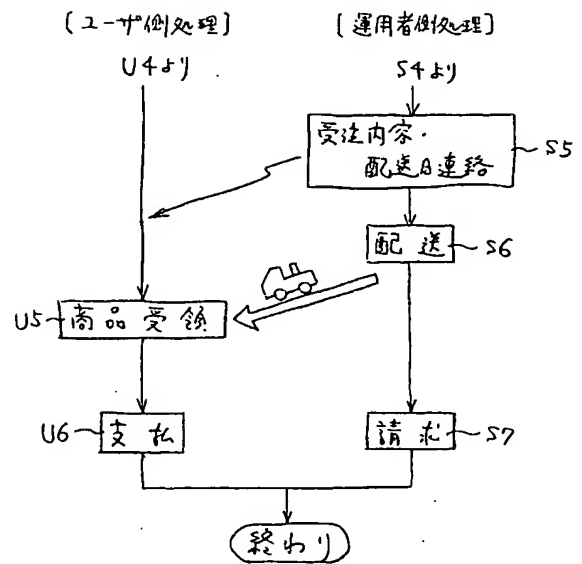 [ユーザ側処理]
[運用者側処理]
U4より
S4より
受注内容・
配送日連絡
S5
配送
S6
U5
商品受領
U6
支払
請求
S7
終わり